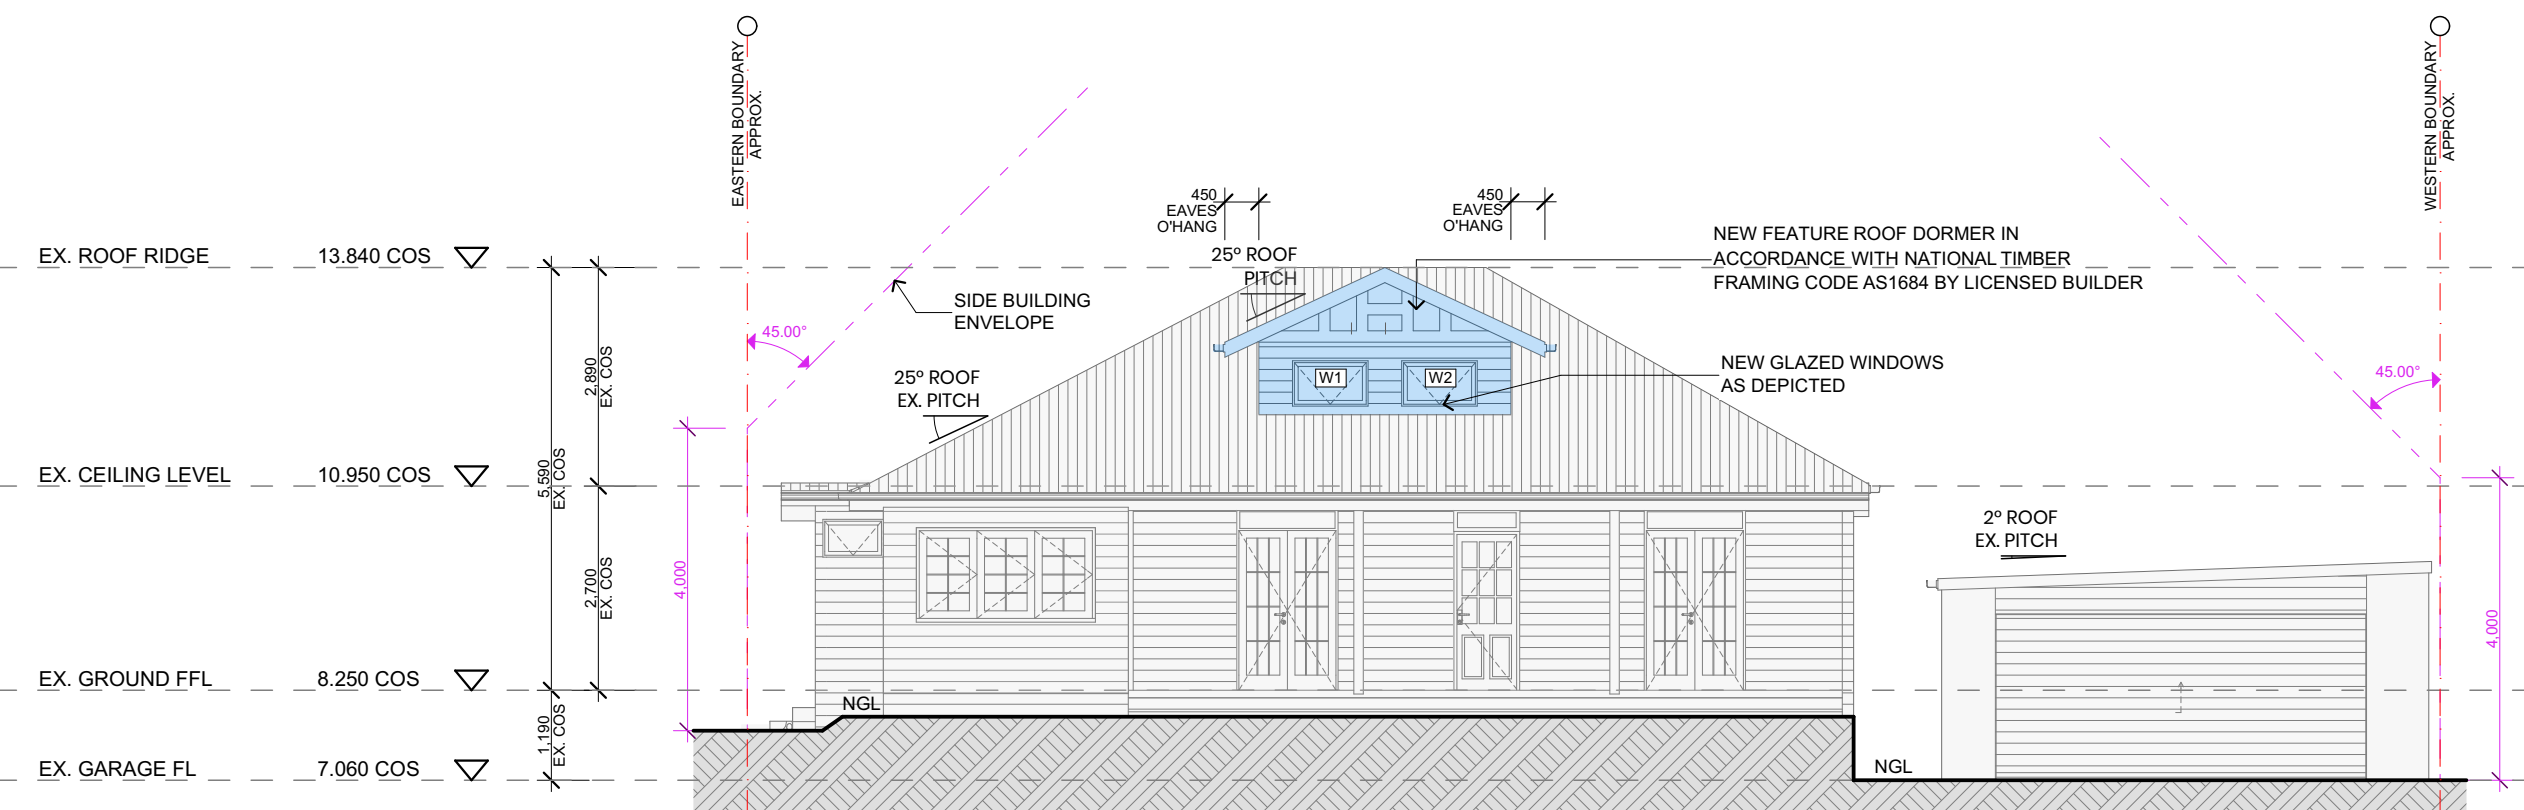 EASTERN BOUNDARY
APPROX.
WESTERN BOUNDARY
APPROX.
450
EAVES
O'HANG
450
EAVES
O'HANG
EX. ROOF RIDGE 13.840 COS
25º ROOF
PITCH
NEW FEATURE ROOF DORMER IN
ACCORDANCE WITH NATIONAL TIMBER
FRAMING CODE AS1684 BY LICENSED BUILDER
SIDE BUILDING
ENVELOPE
45.00°
45.00°
2,890
EX. COS
25º ROOF
EX. PITCH
W1
W2
NEW GLAZED WINDOWS
AS DEPICTED
EX. CEILING LEVEL 10.950 COS
5,590
EX. COS
2º ROOF
EX. PITCH
2,700
EX. COS
4,000
4,000
EX. GROUND FFL 8.250 COS
NGL
1,190
EX. COS
EX. GARAGE FL 7.060 COS
NGL